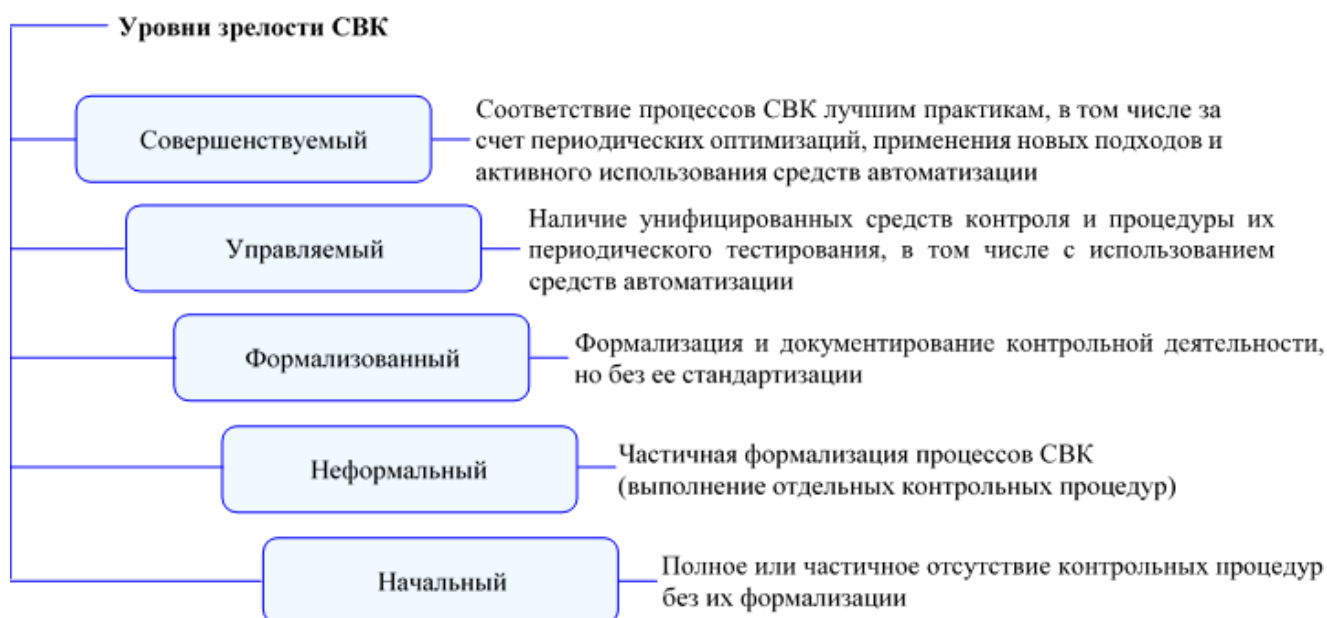 Уровни зрелости СВК
Совершенствуемый
Соответствие процессов СВК лучшим практикам, в том числе за
счет периодических оптимизаций, применения новых подходов и
активного использования средств автоматизации
Управляемый
Наличие унифицированных средств контроля и процедуры их
периодического тестирования, в том числе с использованием
средств автоматизации
Формализованный
Формализация и документирование контрольной деятельности,
но без ее стандартизации
Неформальный
Частичная формализация процессов СВК
(выполнение отдельных контрольных процедур)
Начальный
Полное или частичное отсутствие контрольных процедур
без их формализации